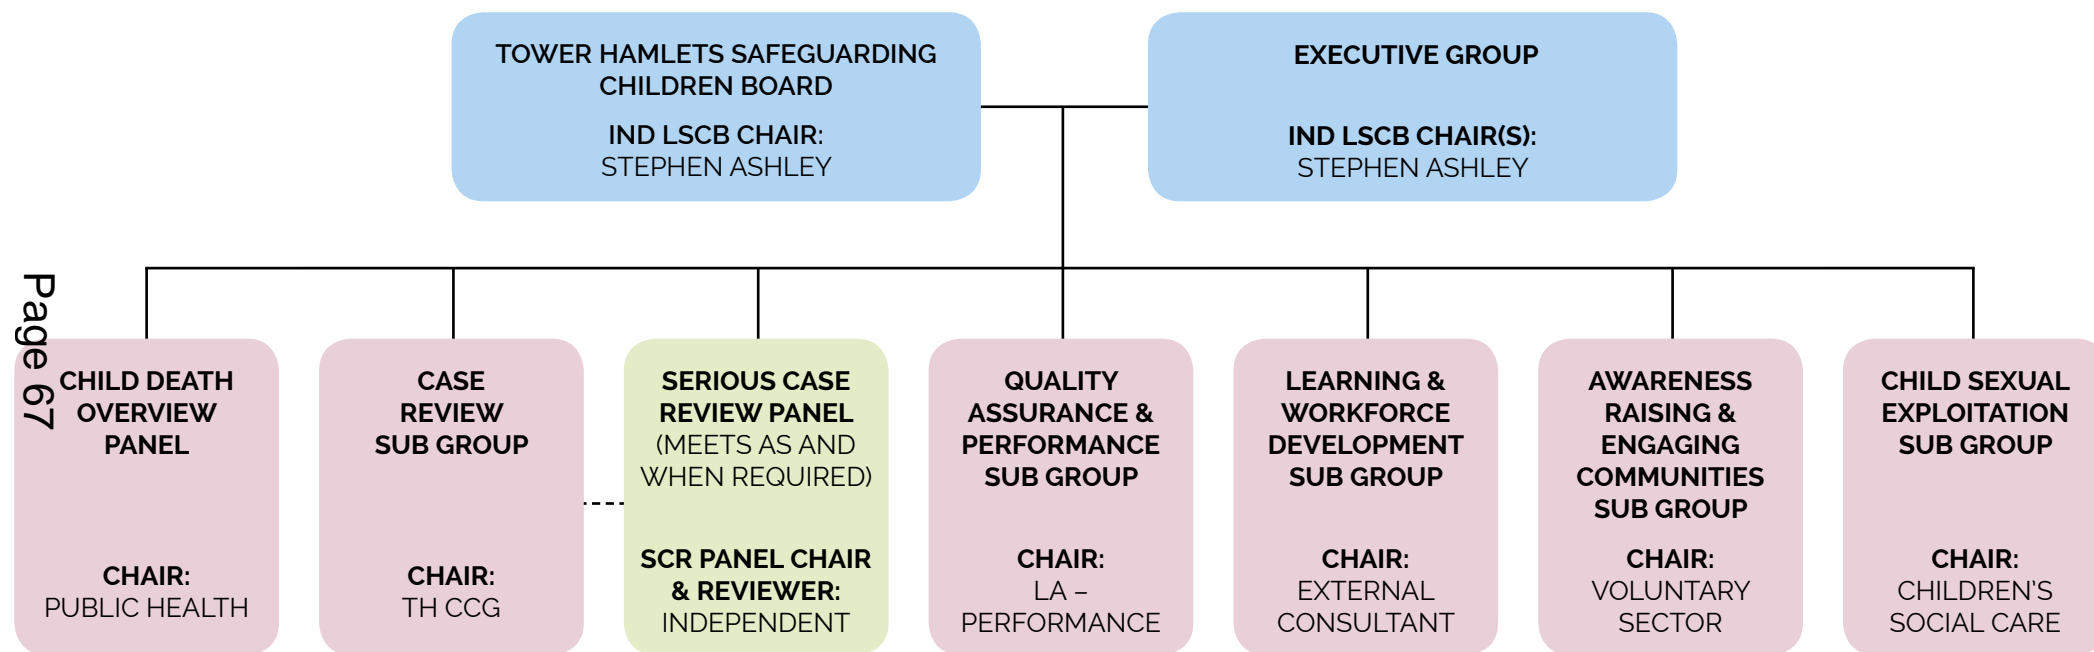 TOWER HAMLETS SAFEGUARDING
CHILDREN BOARD
IND LSCB CHAIR:
STEPHEN ASHLEY
EXECUTIVE GROUP
IND LSCB CHAIR(S):
STEPHEN ASHLEY
Page 67
CHILD DEATH
OVERVIEW
PANEL
CHAIR:
PUBLIC HEALTH
CASE
REVIEW
SUB GROUP
CHAIR:
TH CCG
SERIOUS CASE
REVIEW PANEL
(MEETS AS AND
WHEN REQUIRED)
SCR PANEL CHAIR
& REVIEWER:
INDEPENDENT
QUALITY
ASSURANCE &
PERFORMANCE
SUB GROUP
CHAIR:
LA –
PERFORMANCE
LEARNING &
WORKFORCE
DEVELOPMENT
SUB GROUP
CHAIR:
EXTERNAL
CONSULTANT
AWARENESS
RAISING &
ENGAGING
COMMUNITIES
SUB GROUP
CHAIR:
VOLUNTARY
SECTOR
CHILD SEXUAL
EXPLOITATION
SUB GROUP
CHAIR:
CHILDREN’S
SOCIAL CARE